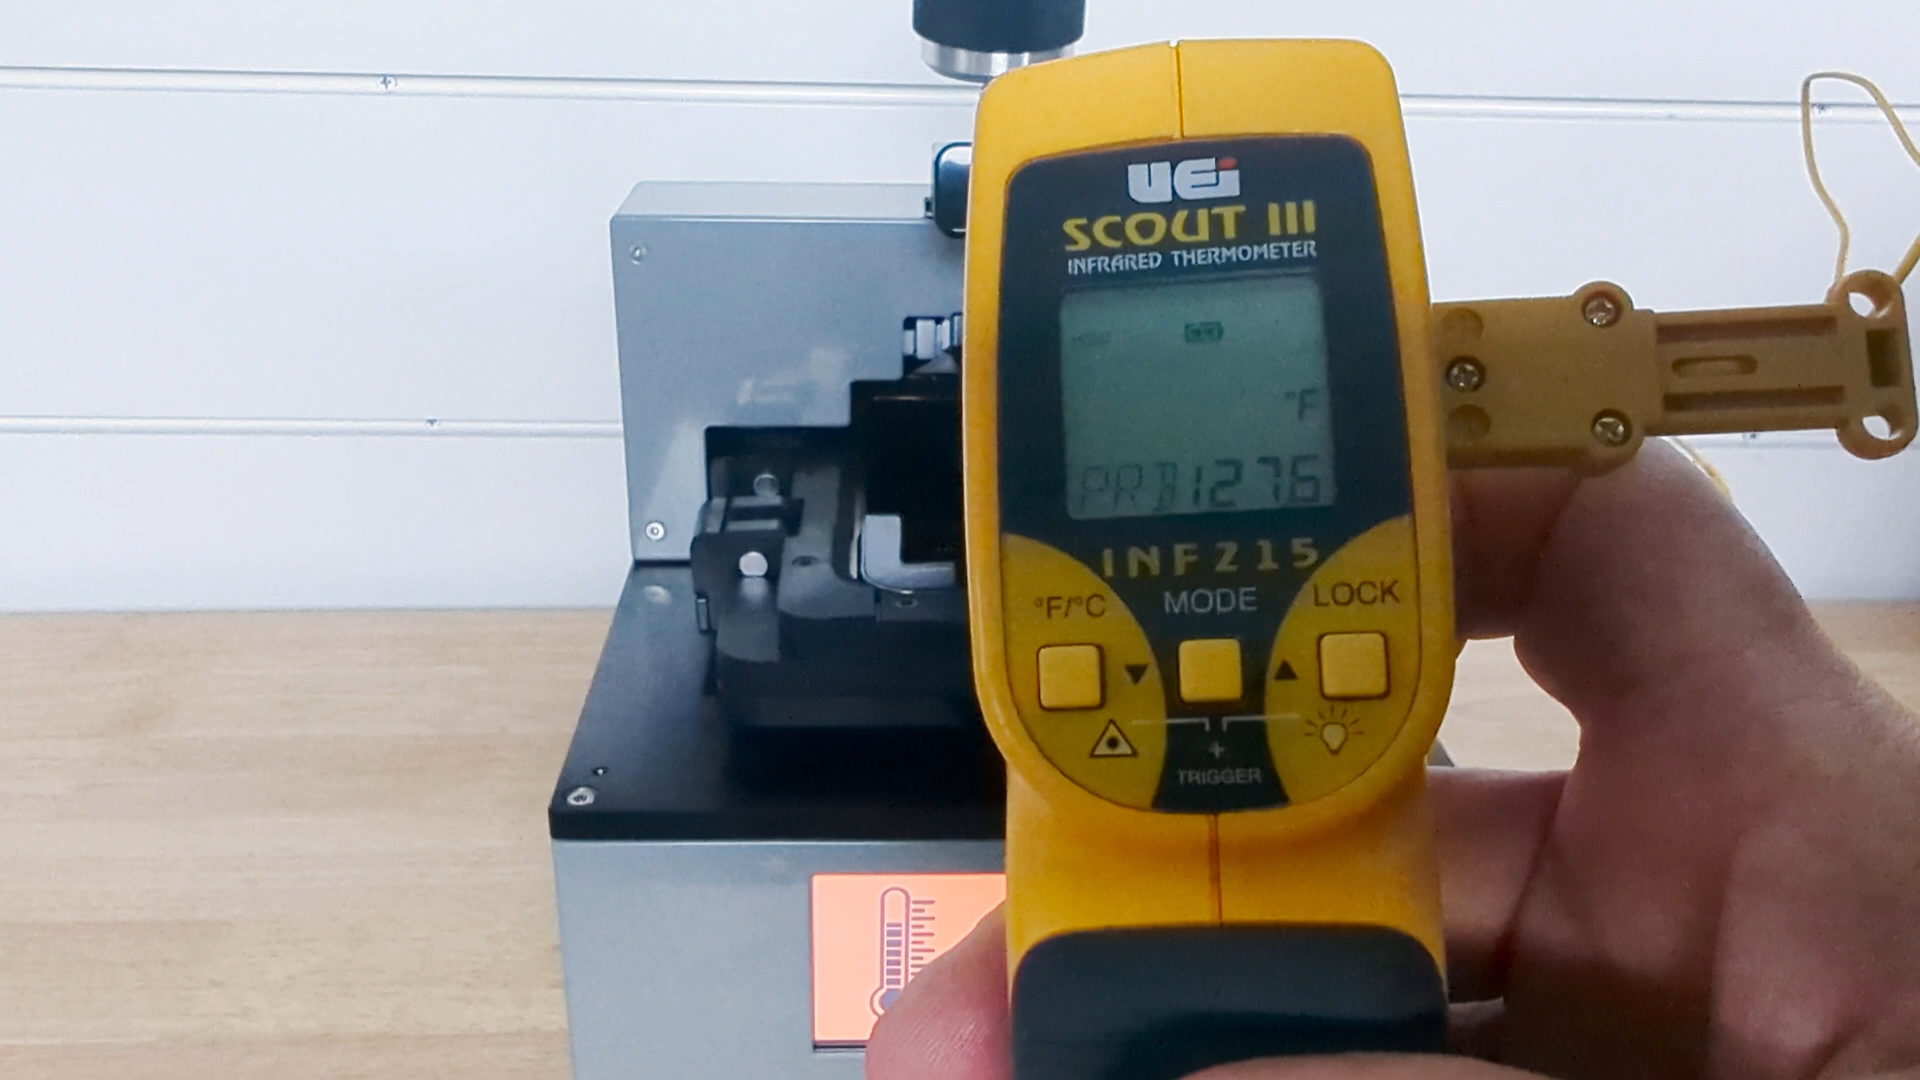 UEi
SCOUT III
INFRARED THERMOMETER
°F
PRB 127.6
INF215
°F/°C
MODE
LOCK
+
TRIGGER